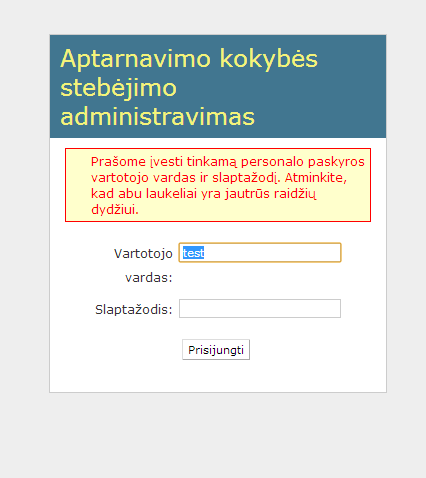 Aptarnavimo kokybės
stebėjimo
administravimas
Prašome įvesti tinkamą personalo paskyros
vartotojo vardas ir slaptažodį. Atminkite,
kad abu laukeliai yra jautrūs raidžių
dydžiui.
Vartotojo test
vardas:
Slaptažodis:
Prisijungti